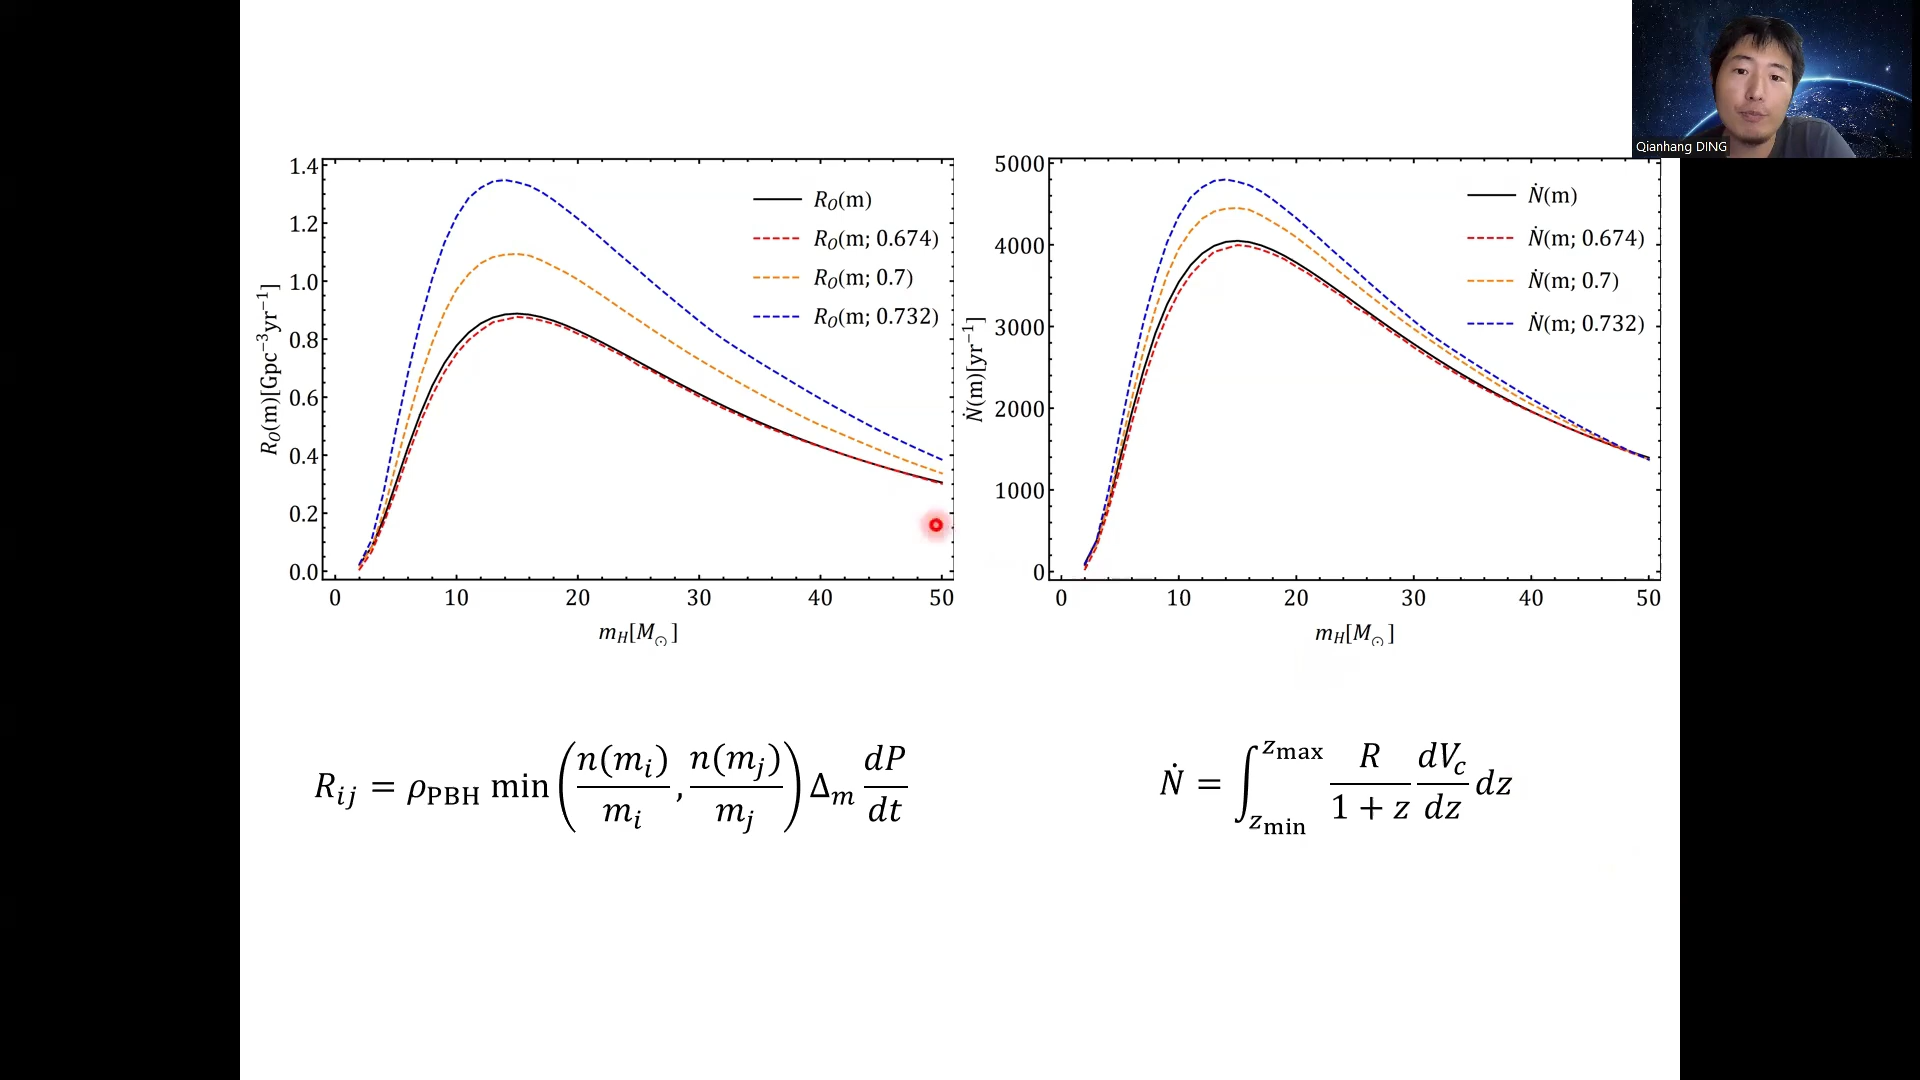 Qianhang DING
1.4
1.2
1.0
0.8
0.6
0.4
0.2
0.0
R_O(m)[Gpc⁻³yr⁻¹]
R_O(m)
R_O(m; 0.674)
R_O(m; 0.7)
R_O(m; 0.732)
0 10 20 30 40 50
m_H[M_⊙]
5000
4000
3000
2000
1000
0
Ṅ(m)[yr⁻¹]
Ṅ(m)
Ṅ(m; 0.674)
Ṅ(m; 0.7)
Ṅ(m; 0.732)
0 10 20 30 40 50
m_H[M_⊙]
R_ij = ρ_PBH min (n(m_i)/m_i, n(m_j)/m_j) Δ_m dP/dt
Ṅ = ∫_{z_min}^{z_max} R/(1 + z) dV_c/dz dz